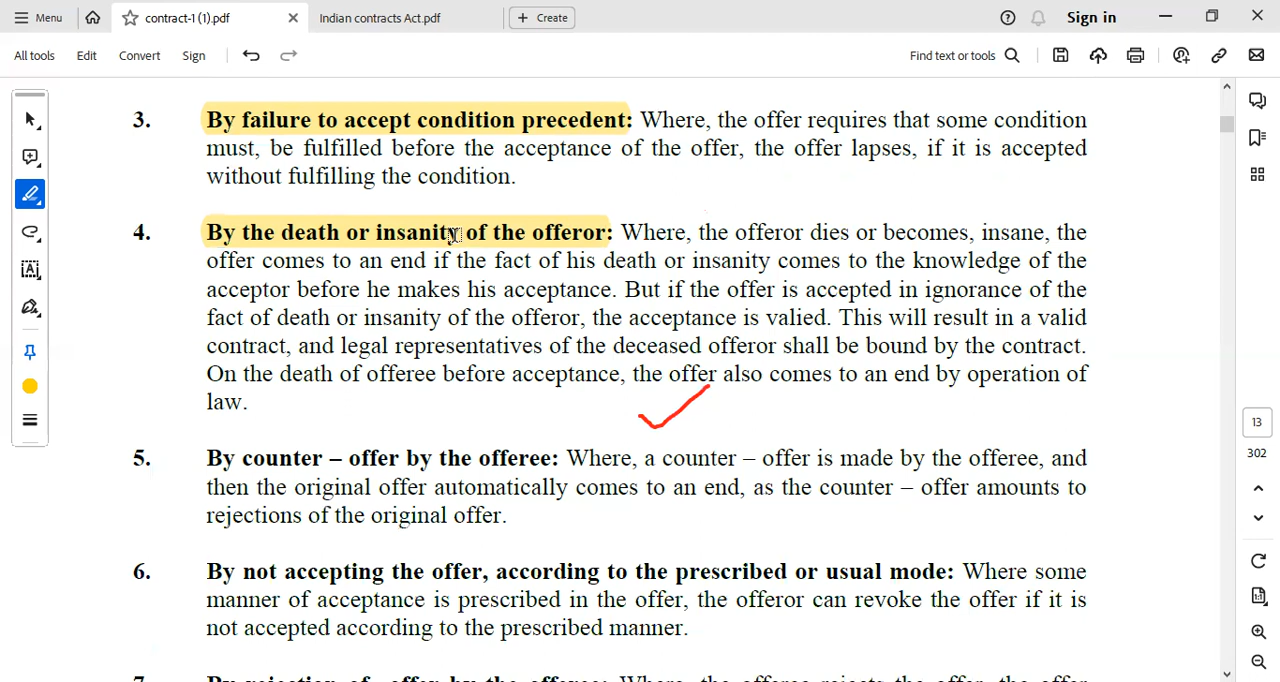 Menu
contract-1 (1).pdf
Indian contracts Act.pdf
Create
Sign in
All tools
Edit
Convert
Sign
Find text or tools
3. By failure to accept condition precedent: Where, the offer requires that some condition
must, be fulfilled before the acceptance of the offer, the offer lapses, if it is accepted
without fulfilling the condition.
4. By the death or insanity of the offeror: Where, the offeror dies or becomes, insane, the
offer comes to an end if the fact of his death or insanity comes to the knowledge of the
acceptor before he makes his acceptance. But if the offer is accepted in ignorance of the
fact of death or insanity of the offeror, the acceptance is valied. This will result in a valid
contract, and legal representatives of the deceased offeror shall be bound by the contract.
On the death of offeree before acceptance, the offer also comes to an end by operation of
law.
5. By counter – offer by the offeree: Where, a counter – offer is made by the offeree, and
then the original offer automatically comes to an end, as the counter – offer amounts to
rejections of the original offer.
6. By not accepting the offer, according to the prescribed or usual mode: Where some
manner of acceptance is prescribed in the offer, the offeror can revoke the offer if it is
not accepted according to the prescribed manner.
13
302